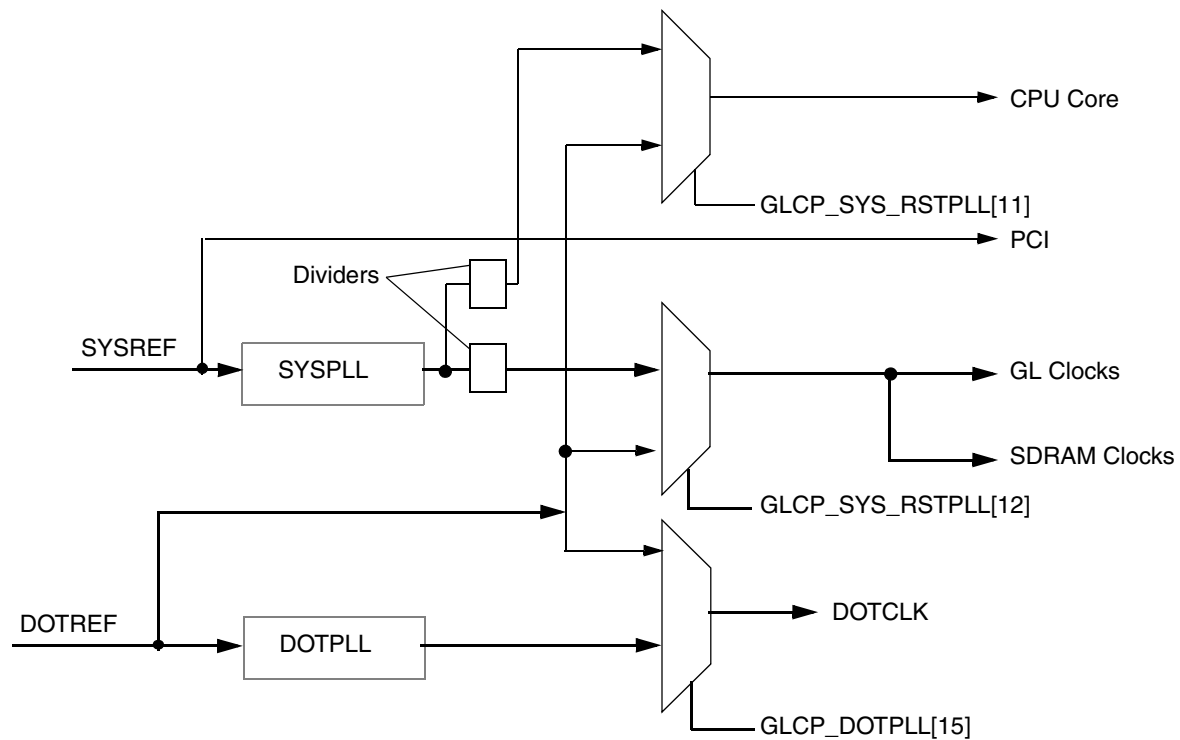 CPU Core
GLCP_SYS_RSTPLL[11]
PCI
Dividers
SYSREF
SYSPLL
GL Clocks
SDRAM Clocks
GLCP_SYS_RSTPLL[12]
DOTREF
DOTPLL
DOTCLK
GLCP_DOTPLL[15]